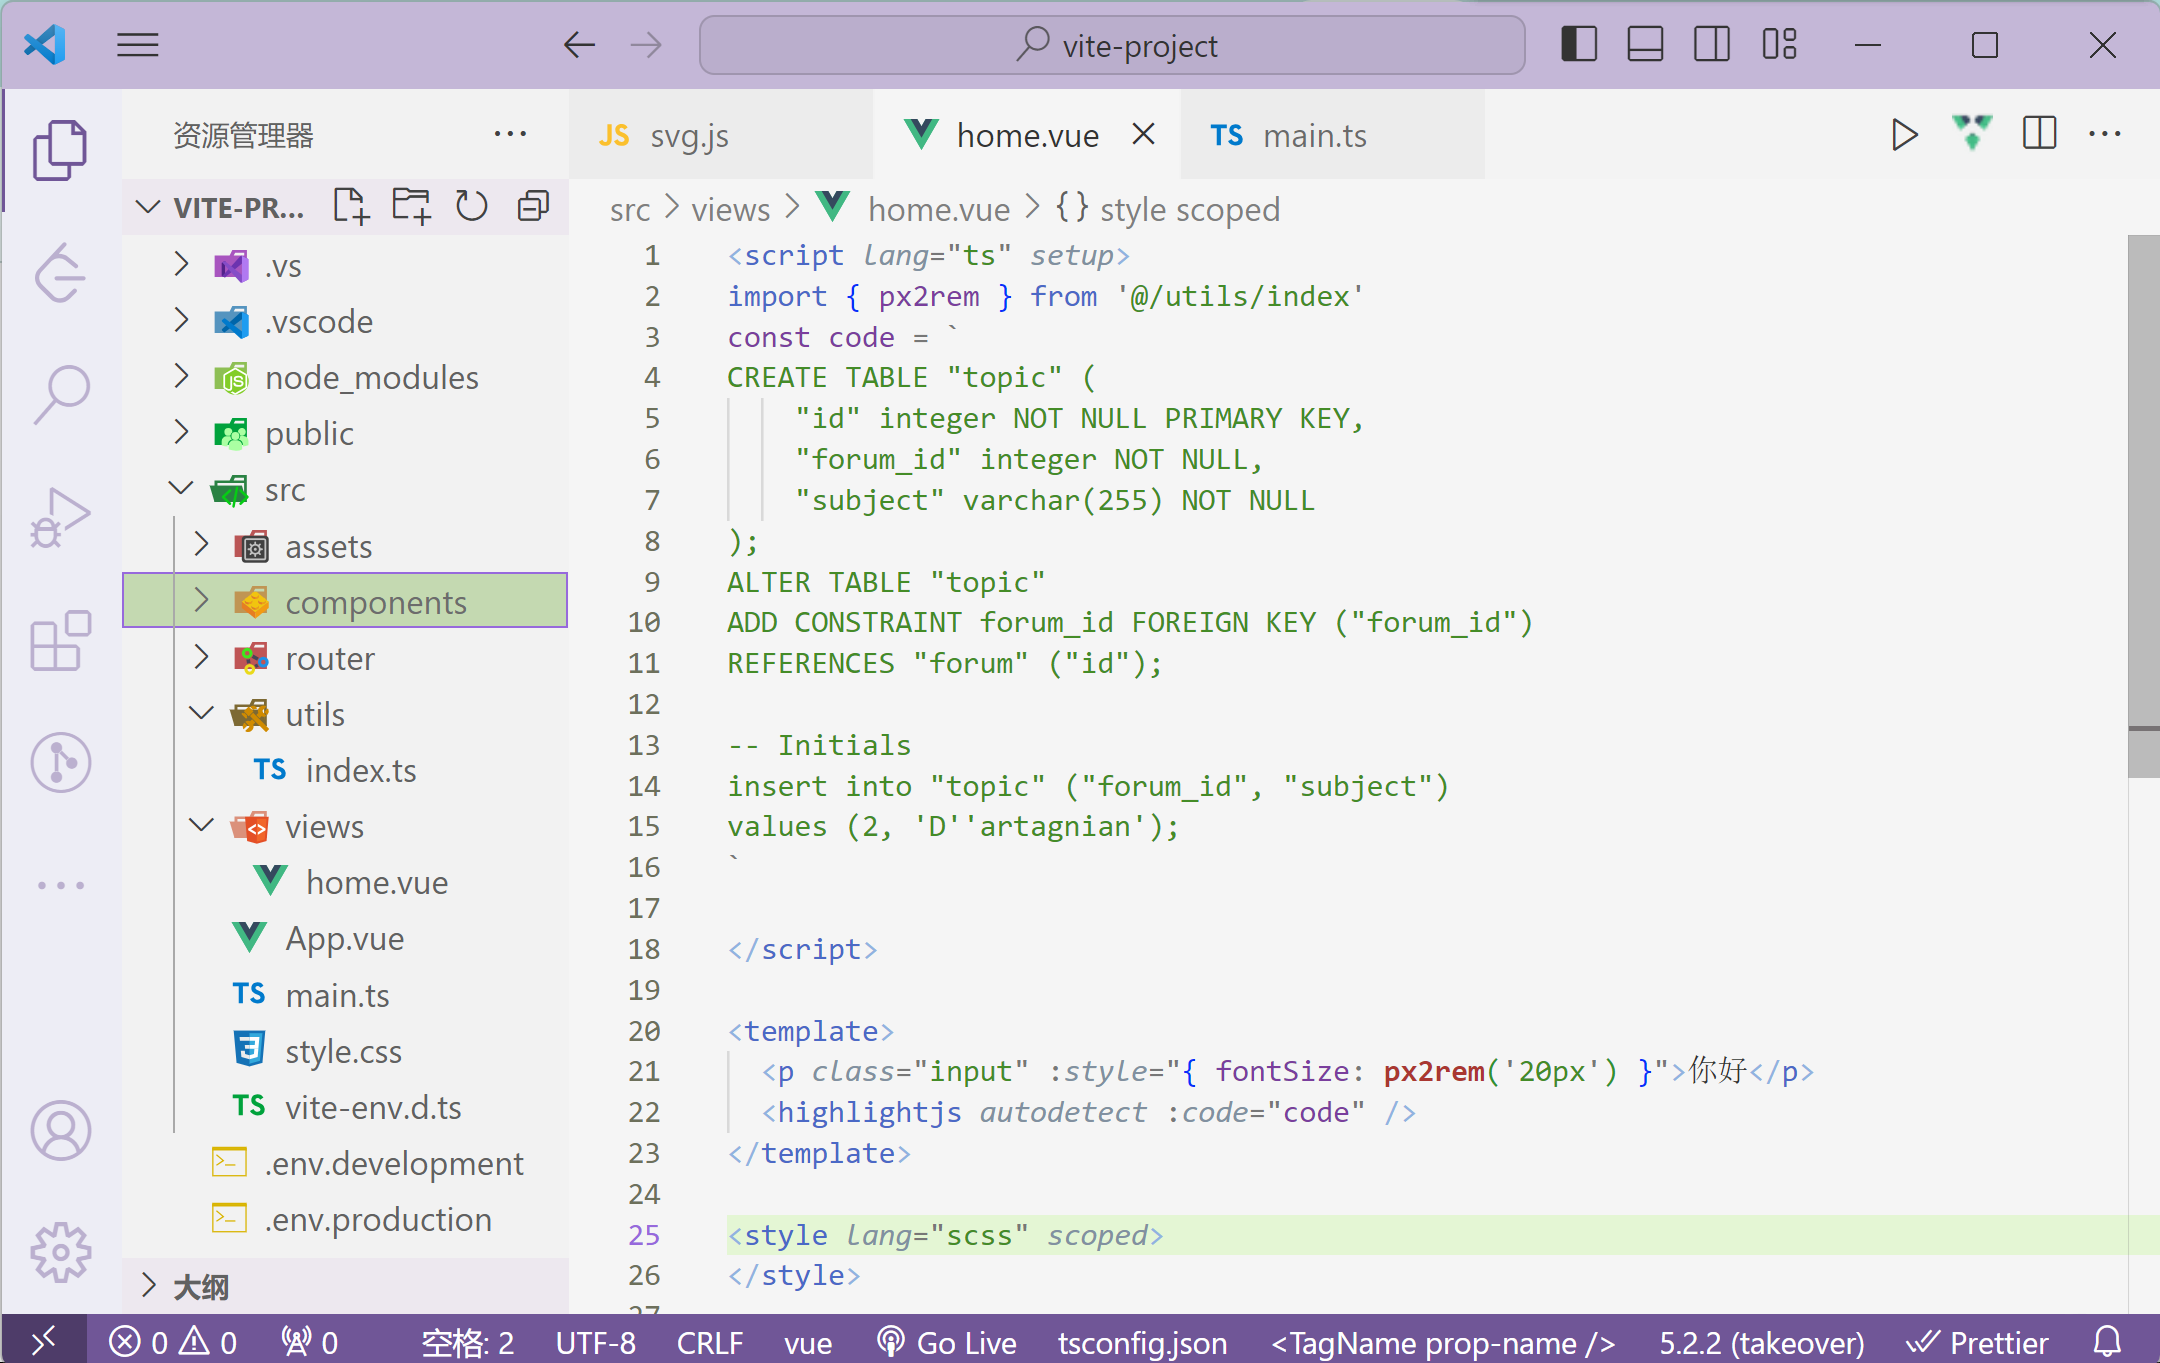 vite-project
资源管理器
JS svg.js
home.vue
TS main.ts
VITE-PR...
src views home.vue {} style scoped
.vs
.vscode
node_modules
public
src
assets
components
router
utils
TS index.ts
views
home.vue
App.vue
TS main.ts
style.css
TS vite-env.d.ts
.env.development
.env.production
大纲
1 <script lang="ts" setup>
2 import { px2rem } from '@/utils/index'
3 const code = `
4 CREATE TABLE "topic" (
5 "id" integer NOT NULL PRIMARY KEY,
6 "forum_id" integer NOT NULL,
7 "subject" varchar(255) NOT NULL
8 );
9 ALTER TABLE "topic"
10 ADD CONSTRAINT forum_id FOREIGN KEY ("forum_id")
11 REFERENCES "forum" ("id");
12
13 -- Initials
14 insert into "topic" ("forum_id", "subject")
15 values (2, 'D''artagnian');
16 `
17
18 </script>
19
20 <template>
21 <p class="input" :style="{ fontSize: px2rem('20px') }">你好</p>
22 <highlightjs autodetect :code="code" />
23 </template>
24
25 <style lang="scss" scoped>
26 </style>
27
0 0 0 空格: 2 UTF-8 CRLF vue Go Live tsconfig.json <TagName prop-name /> 5.2.2 (takeover) Prettier